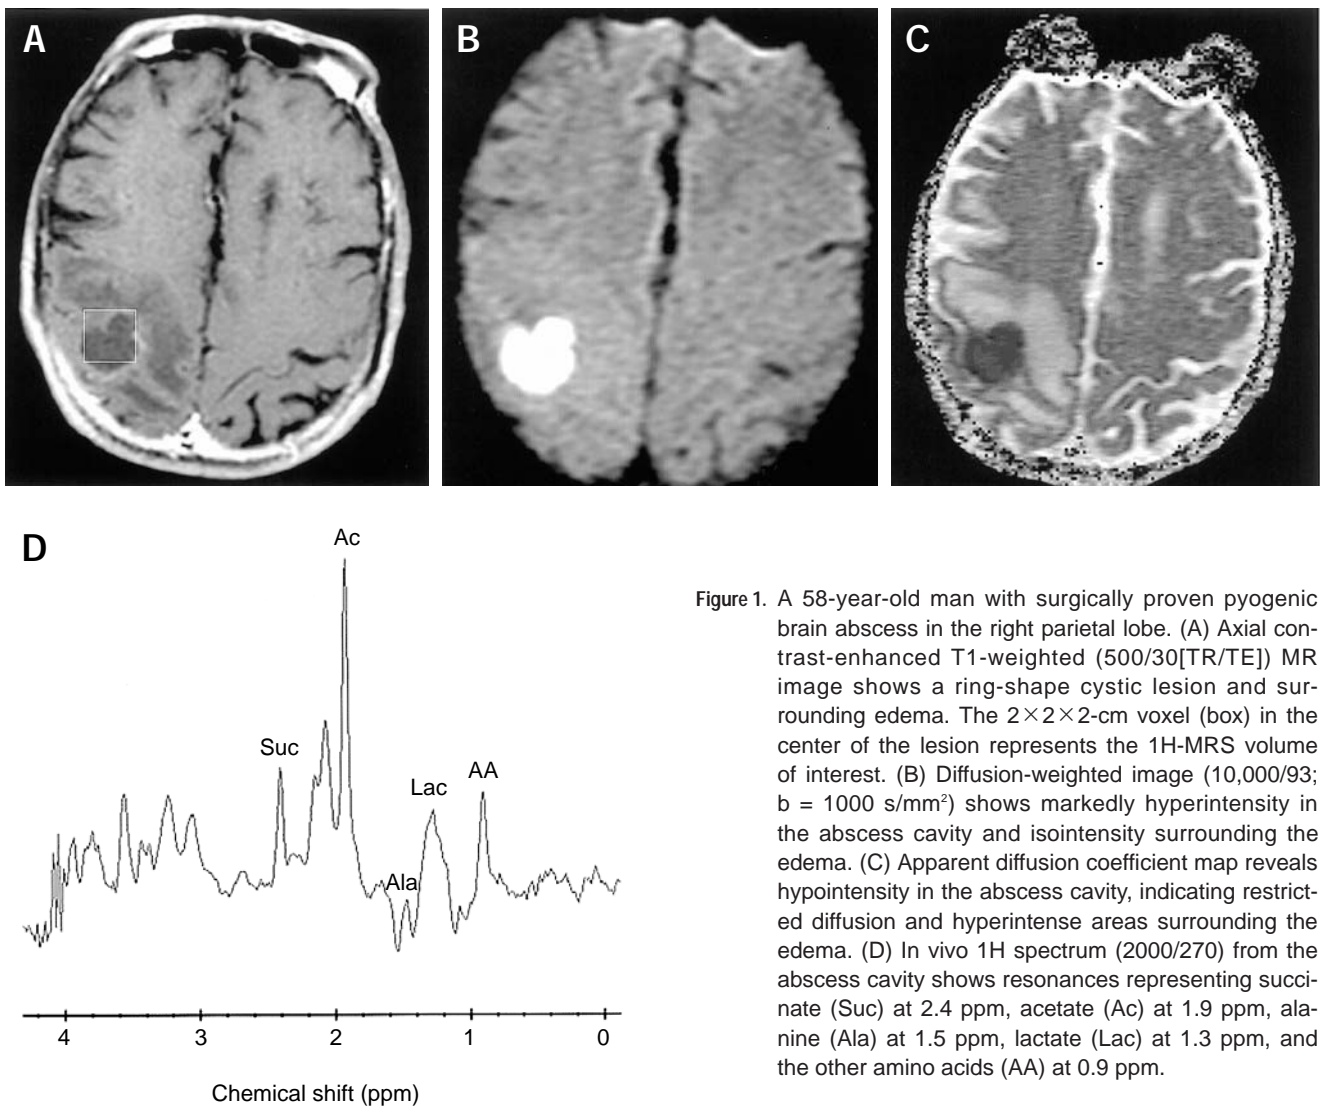 A
B
C
D
Ac
Suc
Lac
AA
Ala
4
3
2
1
0
Chemical shift (ppm)
Figure 1. A 58-year-old man with surgically proven pyogenic
brain abscess in the right parietal lobe. (A) Axial con-
trast-enhanced T1-weighted (500/30[TR/TE]) MR
image shows a ring-shape cystic lesion and sur-
rounding edema. The 2×2×2-cm voxel (box) in the
center of the lesion represents the 1H-MRS volume
of interest. (B) Diffusion-weighted image (10,000/93;
b = 1000 s/mm²) shows markedly hyperintensity in
the abscess cavity and isointensity surrounding the
edema. (C) Apparent diffusion coefficient map reveals
hypointensity in the abscess cavity, indicating restrict-
ed diffusion and hyperintense areas surrounding the
edema. (D) In vivo 1H spectrum (2000/270) from the
abscess cavity shows resonances representing succi-
nate (Suc) at 2.4 ppm, acetate (Ac) at 1.9 ppm, ala-
nine (Ala) at 1.5 ppm, lactate (Lac) at 1.3 ppm, and
the other amino acids (AA) at 0.9 ppm.